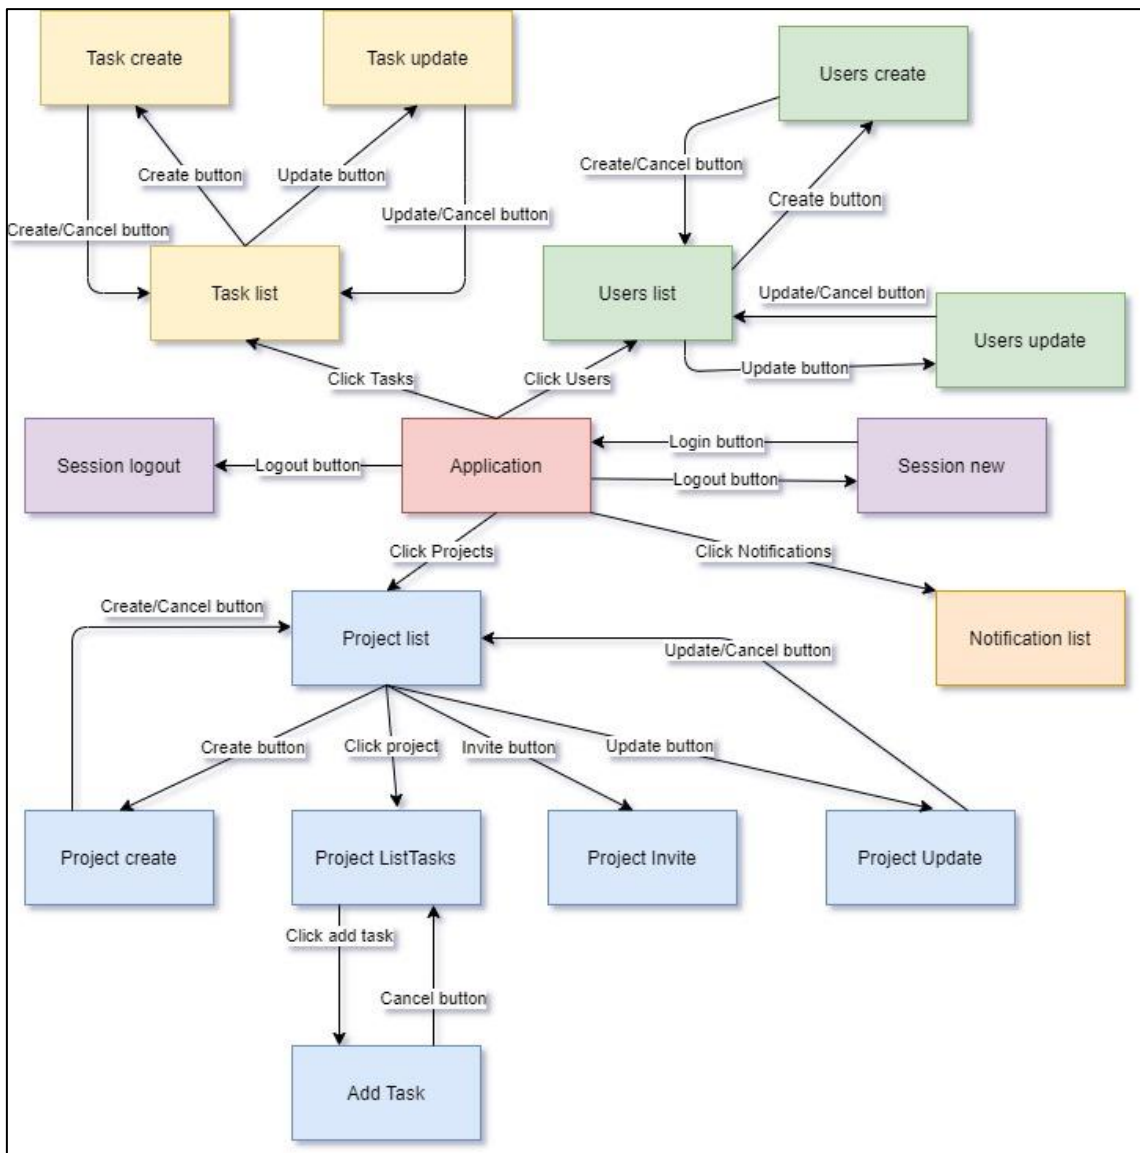 Task create
Task update
Users create
Create button
Update button
Create/Cancel button
Create button
Create/Cancel button
Update/Cancel button
Task list
Users list
Update/Cancel button
Users update
Update button
Click Tasks
Click Users
Session logout
Logout button
Application
Login button
Logout button
Session new
Click Projects
Click Notifications
Create/Cancel button
Project list
Update/Cancel button
Notification list
Create button
Click project
Invite button
Update button
Project create
Project ListTasks
Project Invite
Project Update
Click add task
Cancel button
Add Task